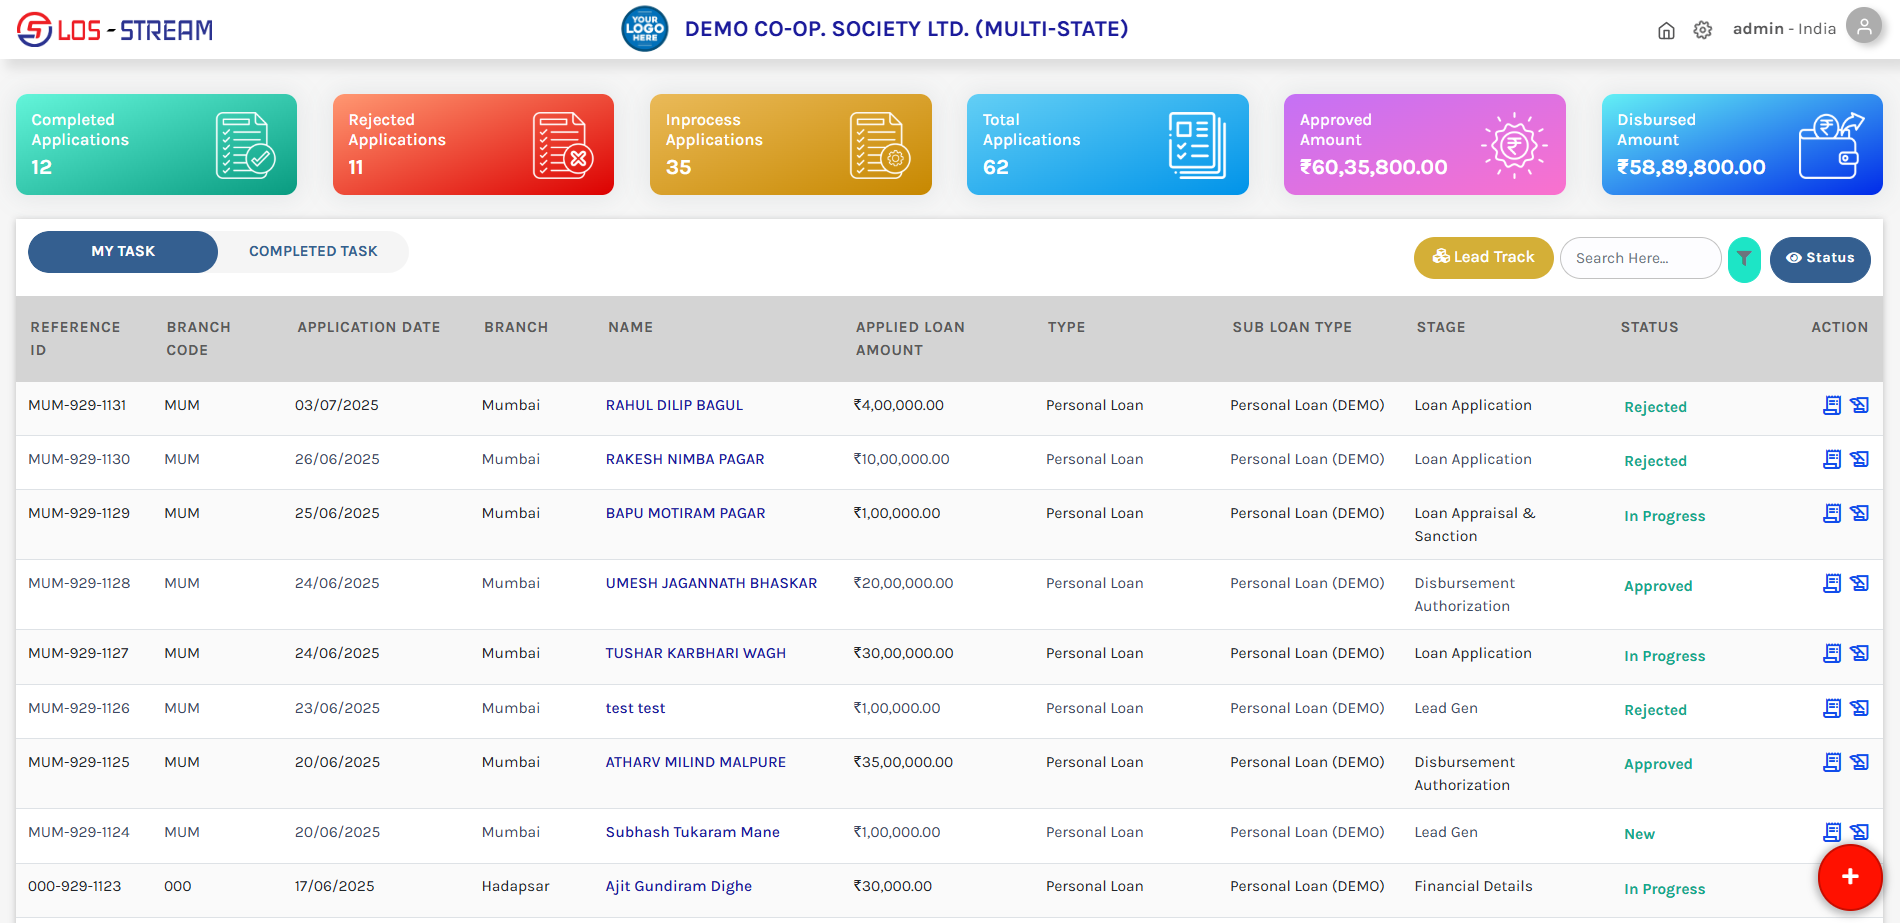 LOS - STREAM
YOUR
LOGO
HERE
DEMO CO-OP. SOCIETY LTD. (MULTI-STATE)
admin - India
Completed
Applications
12
Rejected
Applications
11
Inprocess
Applications
35
Total
Applications
62
Approved
Amount
₹60,35,800.00
Disbursed
Amount
₹58,89,800.00
MY TASK
COMPLETED TASK
Lead Track
Search Here...
Status
REFERENCE ID BRANCH CODE APPLICATION DATE BRANCH NAME APPLIED LOAN AMOUNT TYPE SUB LOAN TYPE STAGE STATUS ACTION
MUM-929-1131 MUM 03/07/2025 Mumbai RAHUL DILIP BAGUL ₹4,00,000.00 Personal Loan Personal Loan (DEMO) Loan Application Rejected
MUM-929-1130 MUM 26/06/2025 Mumbai RAKESH NIMBA PAGAR ₹10,00,000.00 Personal Loan Personal Loan (DEMO) Loan Application Rejected
MUM-929-1129 MUM 25/06/2025 Mumbai BAPU MOTIRAM PAGAR ₹1,00,000.00 Personal Loan Personal Loan (DEMO) Loan Appraisal & Sanction In Progress
MUM-929-1128 MUM 24/06/2025 Mumbai UMESH JAGANNATH BHASKAR ₹20,00,000.00 Personal Loan Personal Loan (DEMO) Disbursement Authorization Approved
MUM-929-1127 MUM 24/06/2025 Mumbai TUSHAR KARBHARI WAGH ₹30,00,000.00 Personal Loan Personal Loan (DEMO) Loan Application In Progress
MUM-929-1126 MUM 23/06/2025 Mumbai test test ₹1,00,000.00 Personal Loan Personal Loan (DEMO) Lead Gen Rejected
MUM-929-1125 MUM 20/06/2025 Mumbai ATHARV MILIND MALPURE ₹35,00,000.00 Personal Loan Personal Loan (DEMO) Disbursement Authorization Approved
MUM-929-1124 MUM 20/06/2025 Mumbai Subhash Tukaram Mane ₹1,00,000.00 Personal Loan Personal Loan (DEMO) Lead Gen New
000-929-1123 000 17/06/2025 Hadapsar Ajit Gundiram Dighe ₹30,000.00 Personal Loan Personal Loan (DEMO) Financial Details In Progress
+